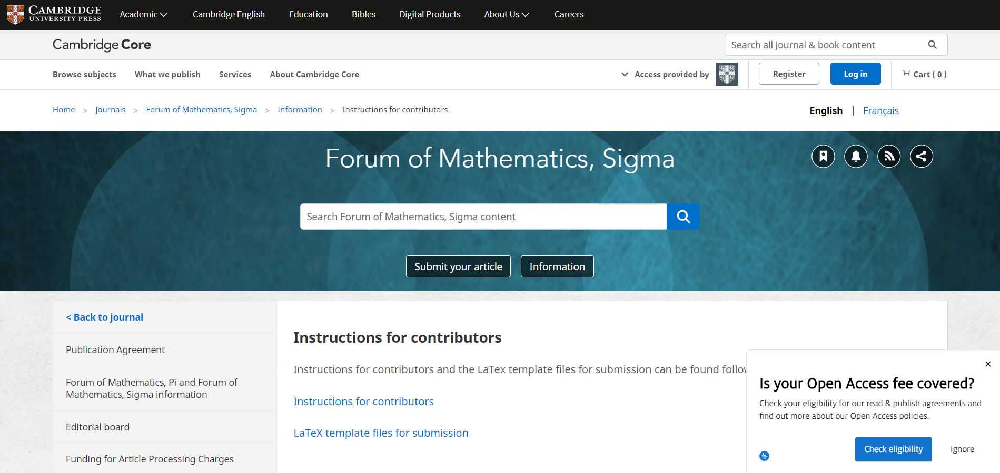 CAMBRIDGE
UNIVERSITY PRESS
Academic
Cambridge English
Education
Bibles
Digital Products
About Us
Careers
Cambridge Core
Search all journal & book content
Browse subjects
What we publish
Services
About Cambridge Core
Access provided by
Register
Log in
Cart ( 0 )
Home > Journals > Forum of Mathematics, Sigma > Information > Instructions for contributors
English | Français
Forum of Mathematics, Sigma
Search Forum of Mathematics, Sigma content
Submit your article
Information
< Back to journal
Publication Agreement
Forum of Mathematics, Pi and Forum of
Mathematics, Sigma information
Editorial board
Funding for Article Processing Charges
Instructions for contributors
Instructions for contributors and the LaTex template files for submission can be found
Instructions for contributors
LaTeX template files for submission
Is your Open Access fee covered?
Check your eligibility for our read & publish agreements and
find out more about our Open Access policies.
Check eligibility
Ignore